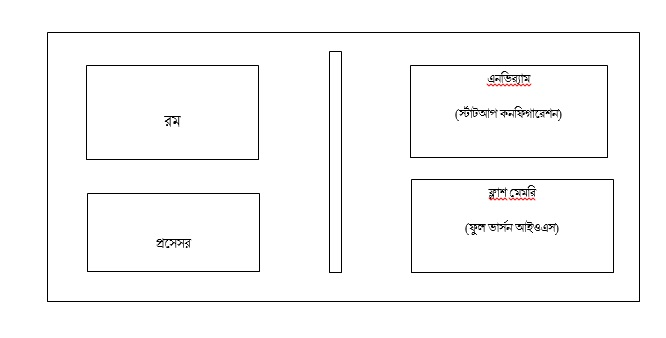 রম
প্রসেসর
এনভির‍্যাম
(স্টার্টআপ কনফিগারেশন)
ফ্লাশ মেমরি
(ফুল ভার্সন আইওএস)